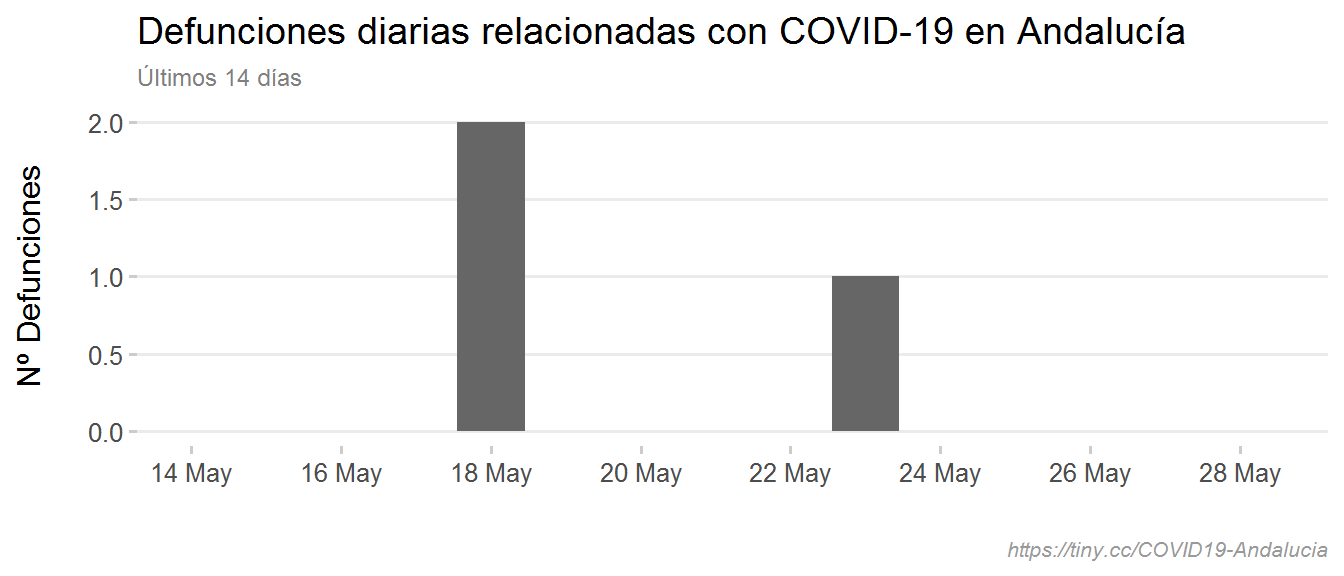 Defunciones diarias relacionadas con COVID-19 en Andalucía
Últimos 14 días
Nº Defunciones
2.0
1.5
1.0
0.5
0.0
14 May 16 May 18 May 20 May 22 May 24 May 26 May 28 May
https://tiny.cc/COVID19-Andalucia